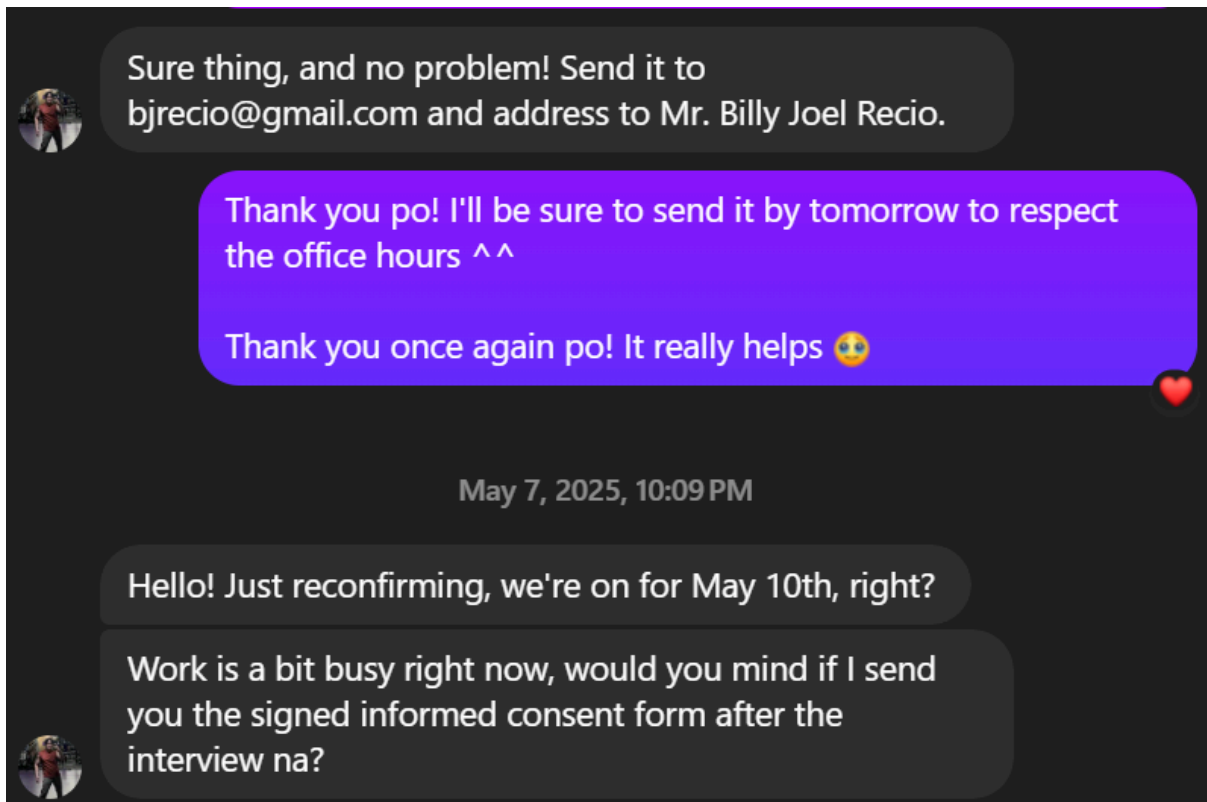 Sure thing, and no problem! Send it to
bjrecio@gmail.com and address to Mr. Billy Joel Recio.
Thank you po! I'll be sure to send it by tomorrow to respect
the office hours ^^
Thank you once again po! It really helps 🥹
May 7, 2025, 10:09 PM
Hello! Just reconfirming, we're on for May 10th, right?
Work is a bit busy right now, would you mind if I send
you the signed informed consent form after the
interview na?